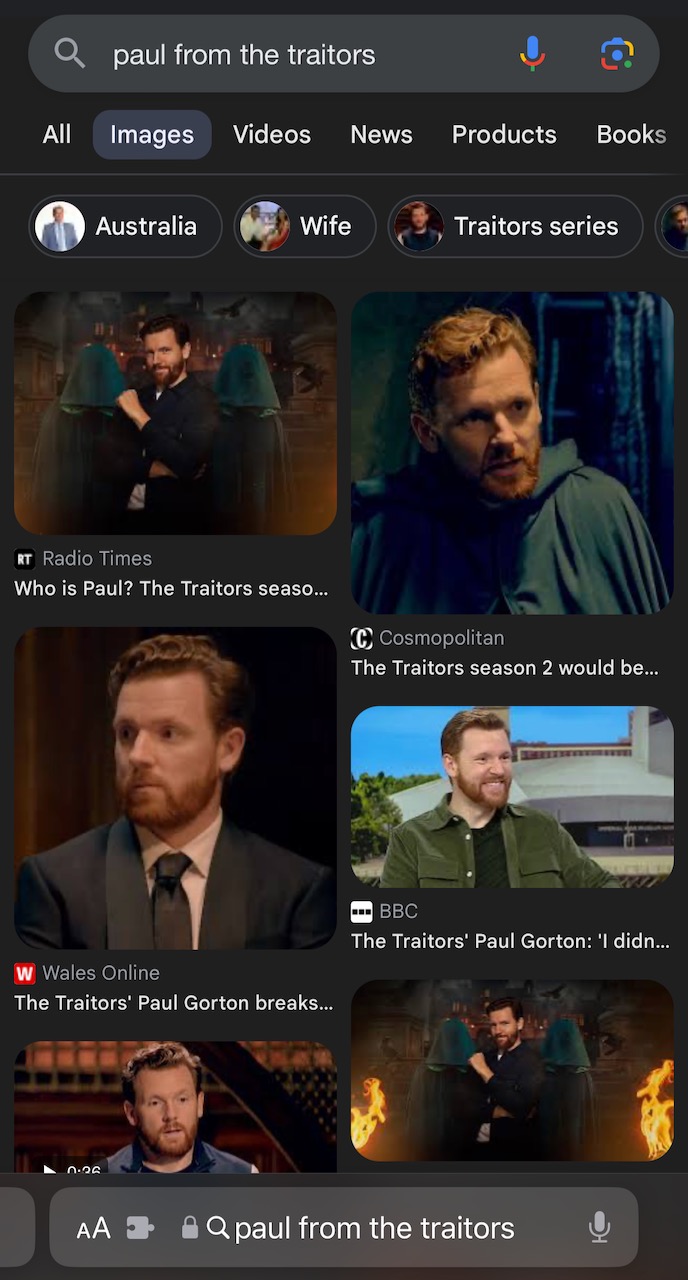 paul from the traitors
All Images Videos News Products Books
Australia Wife Traitors series
RT Radio Times
Who is Paul? The Traitors seaso...
C Cosmopolitan
The Traitors season 2 would be...
W Wales Online
The Traitors' Paul Gorton breaks...
BBC
The Traitors' Paul Gorton: 'I didn...
0:36
AA paul from the traitors